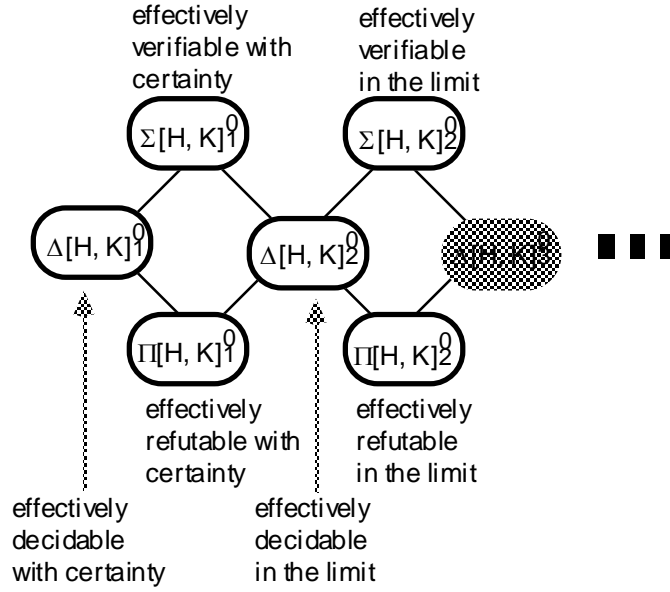 effectively
verifiable with
certainty
effectively
verifiable
in the limit
Σ[H, K]⁰₁
Σ[H, K]⁰₂
Δ[H, K]⁰₁
Δ[H, K]⁰₂
Π[H, K]⁰₁
Π[H, K]⁰₂
effectively
refutable with
certainty
effectively
refutable
in the limit
effectively
decidable
with certainty
effectively
decidable
in the limit